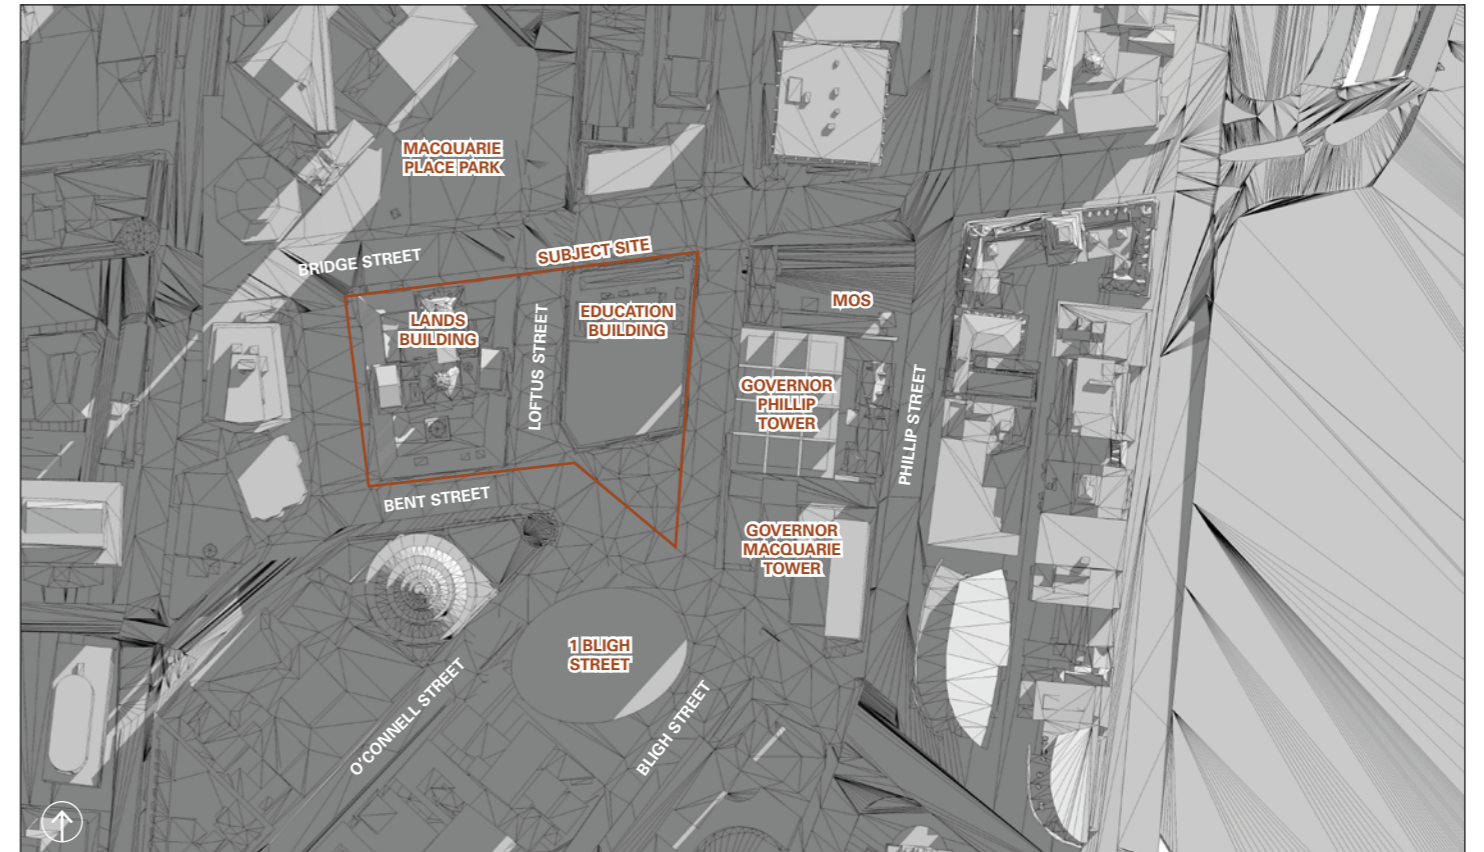 MACQUARIE
PLACE PARK
SUBJECT SITE
BRIDGE STREET
LANDS
BUILDING
LOFTUS STREET
EDUCATION
BUILDING
MOS
GOVERNOR
PHILLIP
TOWER
PHILLIP STREET
BENT STREET
GOVERNOR
MACQUARIE
TOWER
1 BLIGH
STREET
O'CONNELL STREET
BLIGH STREET